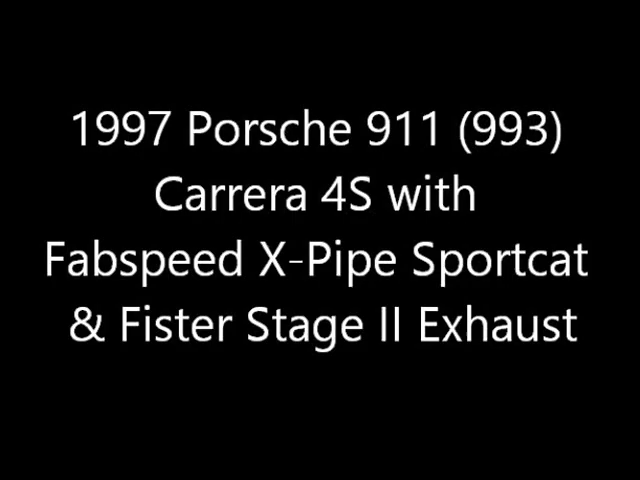 1997 Porsche 911 (993)
Carrera 4S with
Fabspeed X-Pipe Sportcat
& Fister Stage II Exhaust